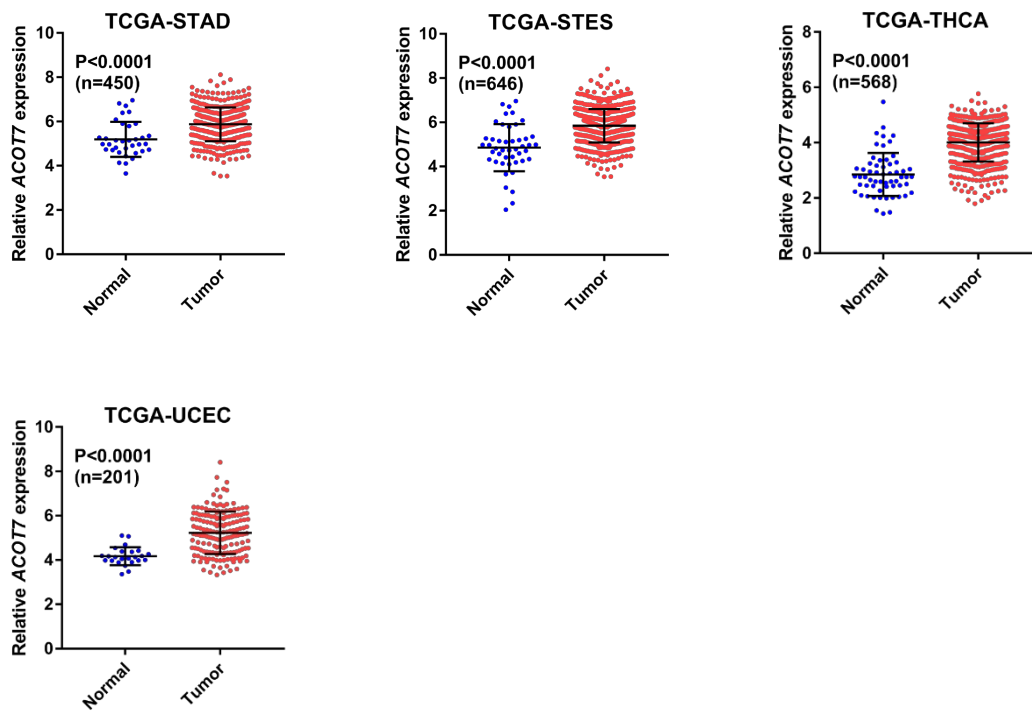 TCGA-STAD
Relative ACOT7 expression
10
8
6
4
2
0
P<0.0001
(n=450)
Normal
Tumor
TCGA-STES
Relative ACOT7 expression
10
8
6
4
2
0
P<0.0001
(n=646)
Normal
Tumor
TCGA-THCA
Relative ACOT7 expression
8
6
4
2
0
P<0.0001
(n=568)
Normal
Tumor
TCGA-UCEC
Relative ACOT7 expression
10
8
6
4
2
0
P<0.0001
(n=201)
Normal
Tumor